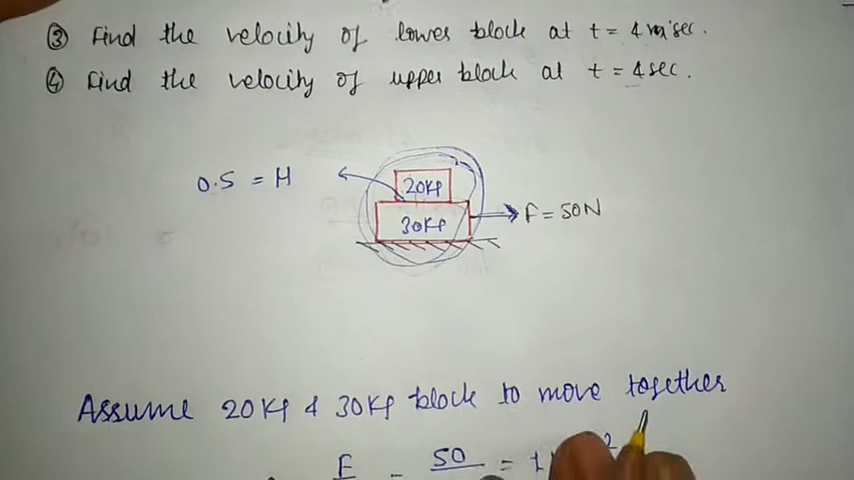 ③ Find the velocity of lower block at t = 4 m/sec.
④ Find the velocity of upper block at t = 4 sec.
0.5 = H
20Kg
30Kg
F = 50N
Assume 20Kg & 30Kg block to move together
F
50
=
2